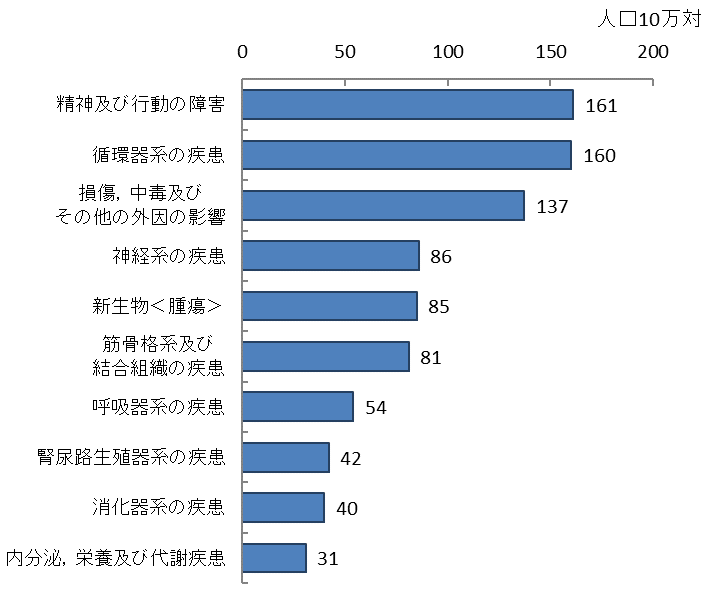 人口10万対
0 50 100 150 200
精神及び行動の障害 161
循環器系の疾患 160
損傷，中毒及び
その他の外因の影響 137
神経系の疾患 86
新生物＜腫瘍＞ 85
筋骨格系及び
結合組織の疾患 81
呼吸器系の疾患 54
腎尿路生殖器系の疾患 42
消化器系の疾患 40
内分泌，栄養及び代謝疾患 31